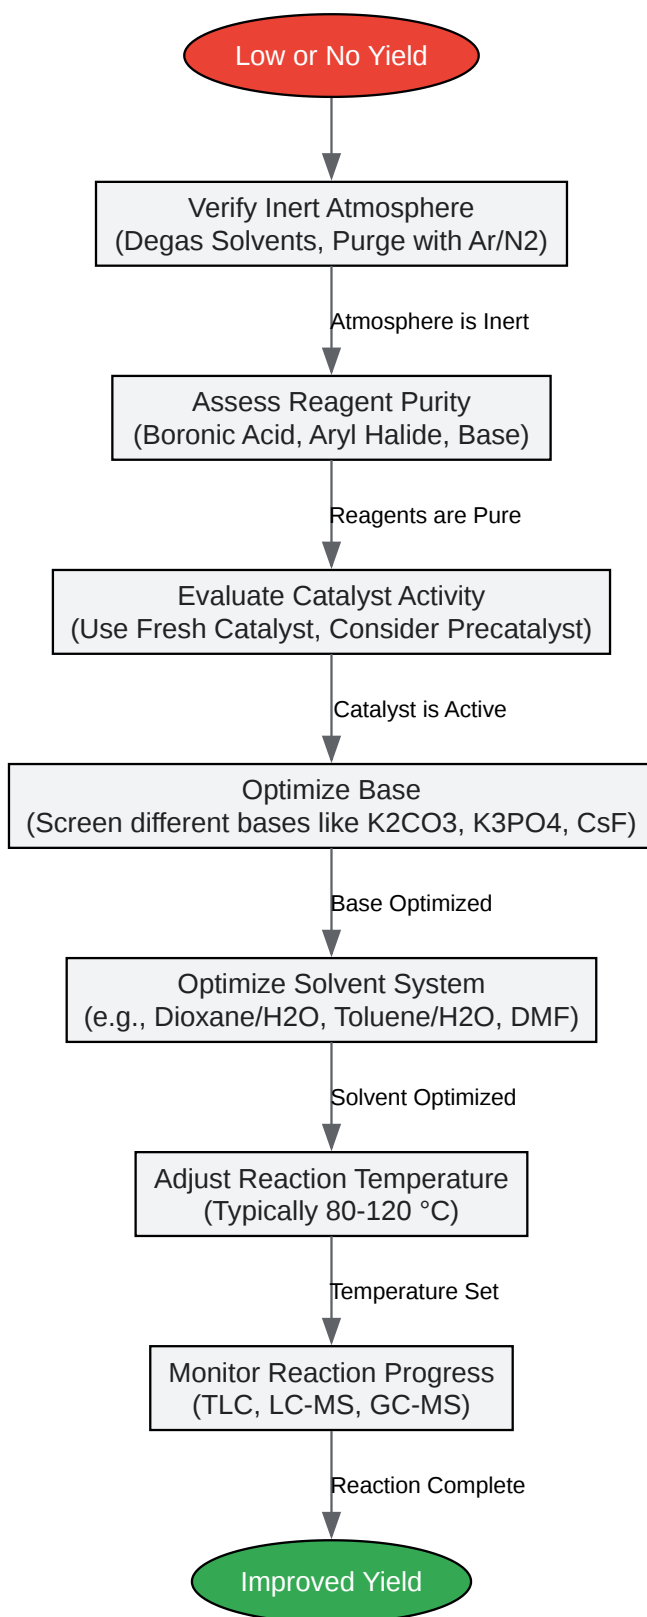 Low or No Yield
Verify Inert Atmosphere
(Degas Solvents, Purge with Ar/N2)
Atmosphere is Inert
Assess Reagent Purity
(Boronic Acid, Aryl Halide, Base)
Reagents are Pure
Evaluate Catalyst Activity
(Use Fresh Catalyst, Consider Precatalyst)
Catalyst is Active
Optimize Base
(Screen different bases like K2CO3, K3PO4, CsF)
Base Optimized
Optimize Solvent System
(e.g., Dioxane/H2O, Toluene/H2O, DMF)
Solvent Optimized
Adjust Reaction Temperature
(Typically 80-120 °C)
Temperature Set
Monitor Reaction Progress
(TLC, LC-MS, GC-MS)
Reaction Complete
Improved Yield